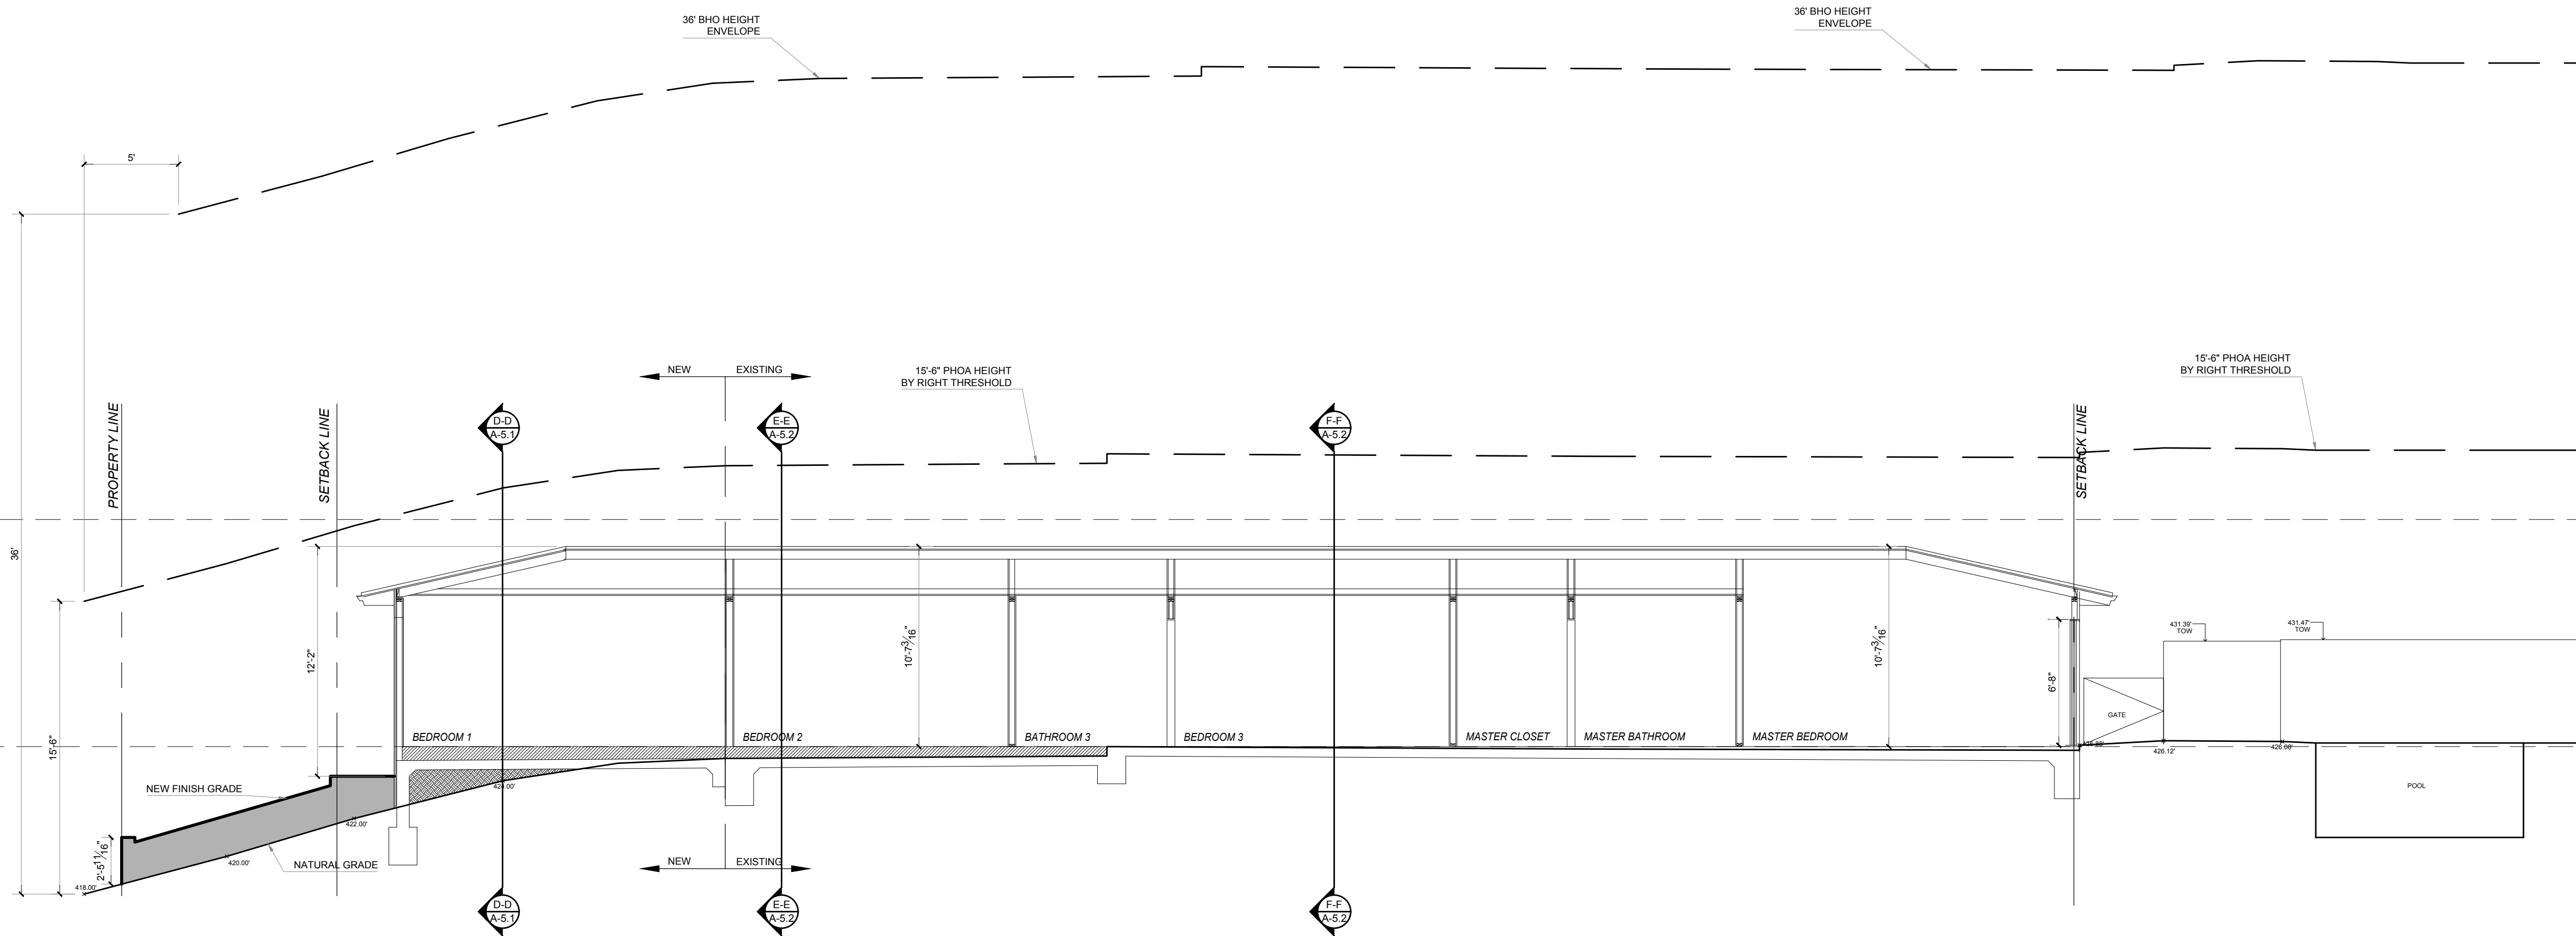 36' BHO HEIGHT
ENVELOPE
36' BHO HEIGHT
ENVELOPE
5'
NEW
EXISTING
15'-6" PHOA HEIGHT
BY RIGHT THRESHOLD
15'-6" PHOA HEIGHT
BY RIGHT THRESHOLD
PROPERTY LINE
SETBACK LINE
SETBACK LINE
D-D
A-5.1
E-E
A-5.2
F-F
A-5.2
36'
15'-6"
12'-2"
10'-7 3/16"
10'-7 3/16"
6'-8"
431.39'
TOW
431.47'
TOW
GATE
BEDROOM 1
BEDROOM 2
BATHROOM 3
BEDROOM 3
MASTER CLOSET
MASTER BATHROOM
MASTER BEDROOM
426.12'
426.08'
POOL
NEW FINISH GRADE
424.00'
422.00'
420.00'
NATURAL GRADE
2'-5 11/16"
418.00'
NEW
EXISTING
D-D
A-5.1
E-E
A-5.2
F-F
A-5.2